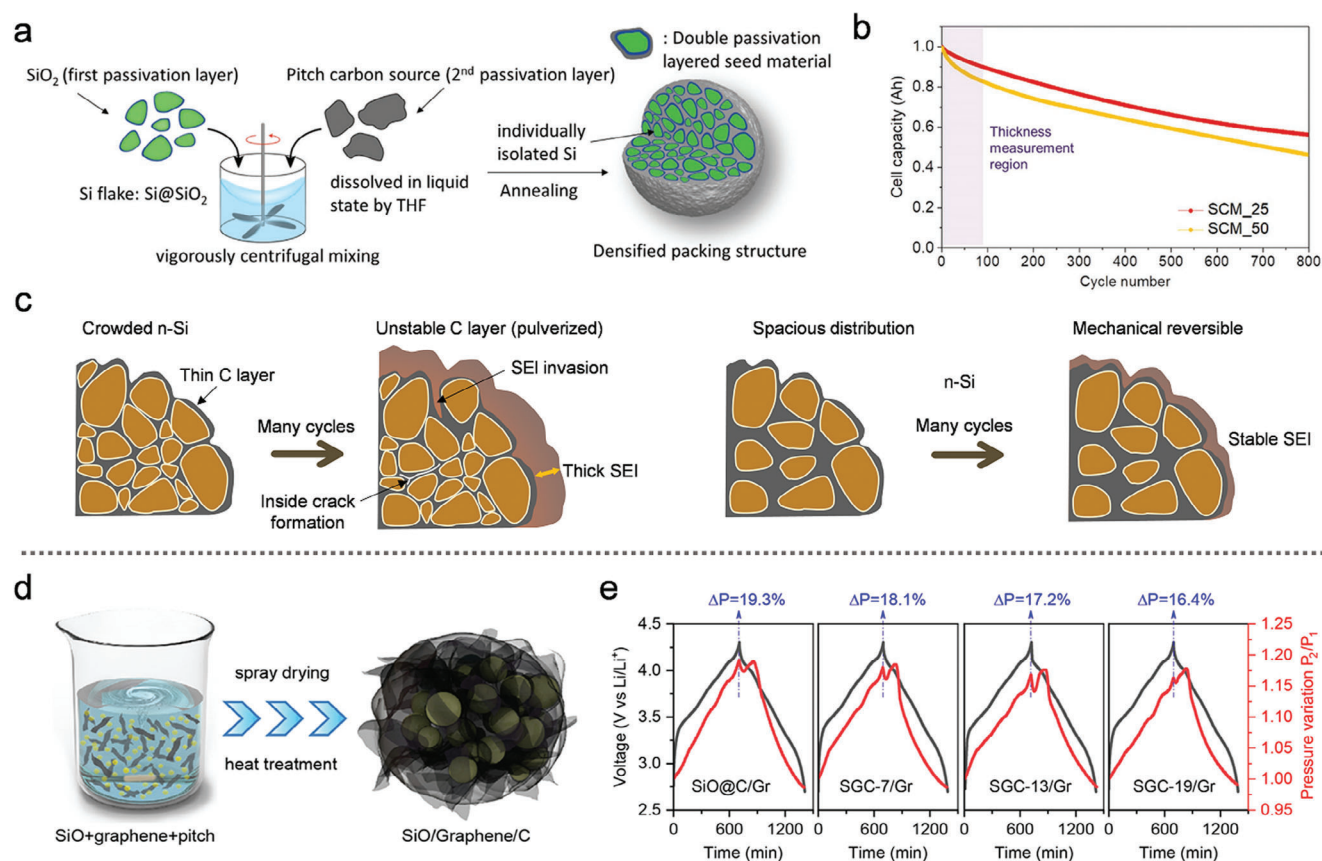 a
SiO₂ (first passivation layer)
Pitch carbon source (2nd passivation layer)
: Double passivation
layered seed material
individually
isolated Si
Annealing
Si flake: Si@SiO₂
dissolved in liquid
state by THF
vigorously centrifugal mixing
Densified packing structure
b
Cell capacity (Ah)
1.0
0.8
0.6
0.4
0.2
0.0
Thickness
measurement
region
SCM_25
SCM_50
0 100 200 300 400 500 600 700 800
Cycle number
c
Crowded n-Si
Thin C layer
Many cycles
Unstable C layer (pulverized)
SEI invasion
Thick SEI
Inside crack
formation
Spacious distribution
n-Si
Many cycles
Mechanical reversible
Stable SEI
d
spray drying
heat treatment
SiO+graphene+pitch
SiO/Graphene/C
e
ΔP=19.3% ΔP=18.1% ΔP=17.2% ΔP=16.4%
Voltage (V vs Li/Li⁺)
4.5
4.0
3.5
3.0
2.5
SiO@C/Gr SGC-7/Gr SGC-13/Gr SGC-19/Gr
1.25
1.20
1.15
1.10
1.05
1.00
0.95
Pressure variation P₂/P₁
0 600 1200 0 600 1200 0 600 1200 0 600 1200
Time (min) Time (min) Time (min) Time (min)